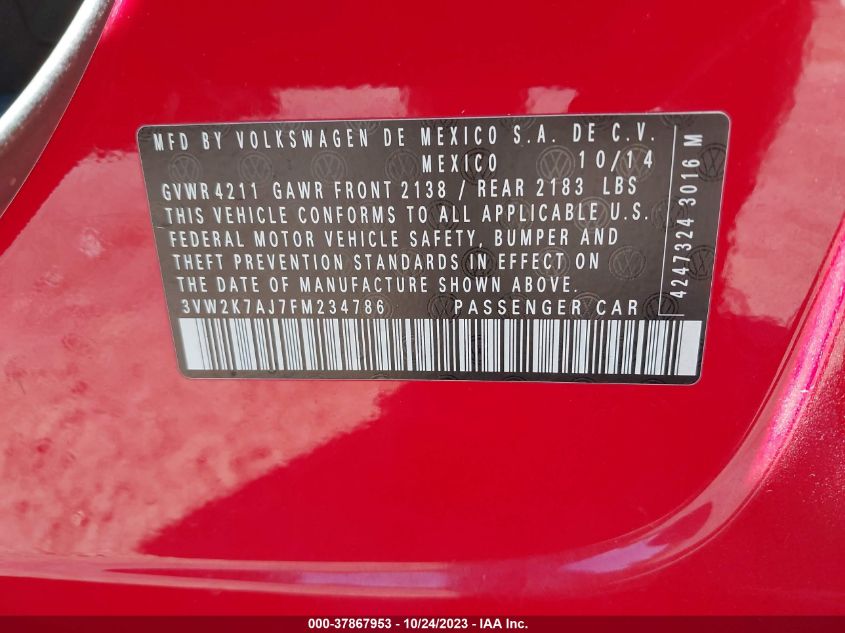 MFD BY VOLKSWAGEN DE MEXICO S.A. DE C.V.
MEXICO 10/14
GVWR 4211 GAWR FRONT 2138 / REAR 2183 LBS
THIS VEHICLE CONFORMS TO ALL APPLICABLE U.S.
FEDERAL MOTOR VEHICLE SAFETY, BUMPER AND
THEFT PREVENTION STANDARDS IN EFFECT ON
THE DATE OF MANUFACTURE SHOWN ABOVE.
3VW2K7AJ7FM234786 PASSENGER CAR
4247324 3016 M
000-37867953 - 10/24/2023 - IAA Inc.